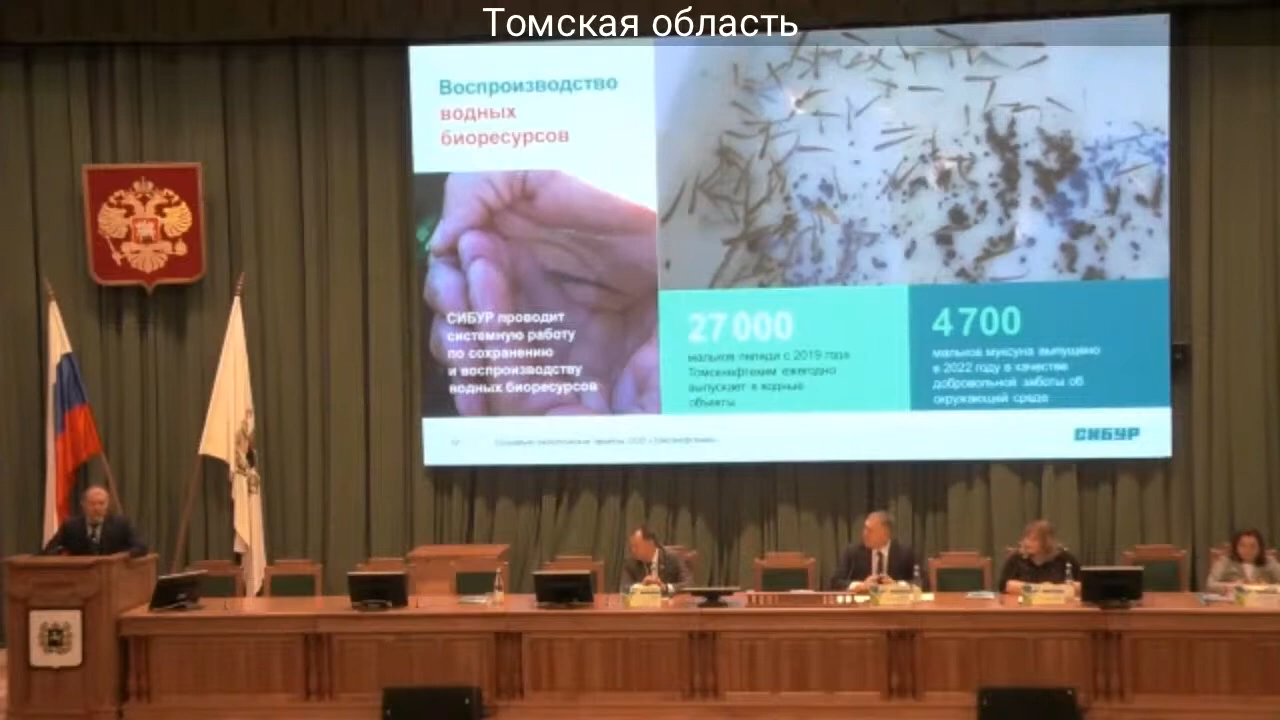 Томская область
Воспроизводство
водных
биоресурсов
СИБУР проводит
системную работу
по сохранению
и воспроизводству
водных биоресурсов
27 000
мальков пеляди с 2019 года
Томскнефтехим ежегодно
выпускает в водные
объекты
4 700
мальков муксуна выпущено
в 2022 году в качестве
добровольной заботы об
окружающей среде
СИБУР